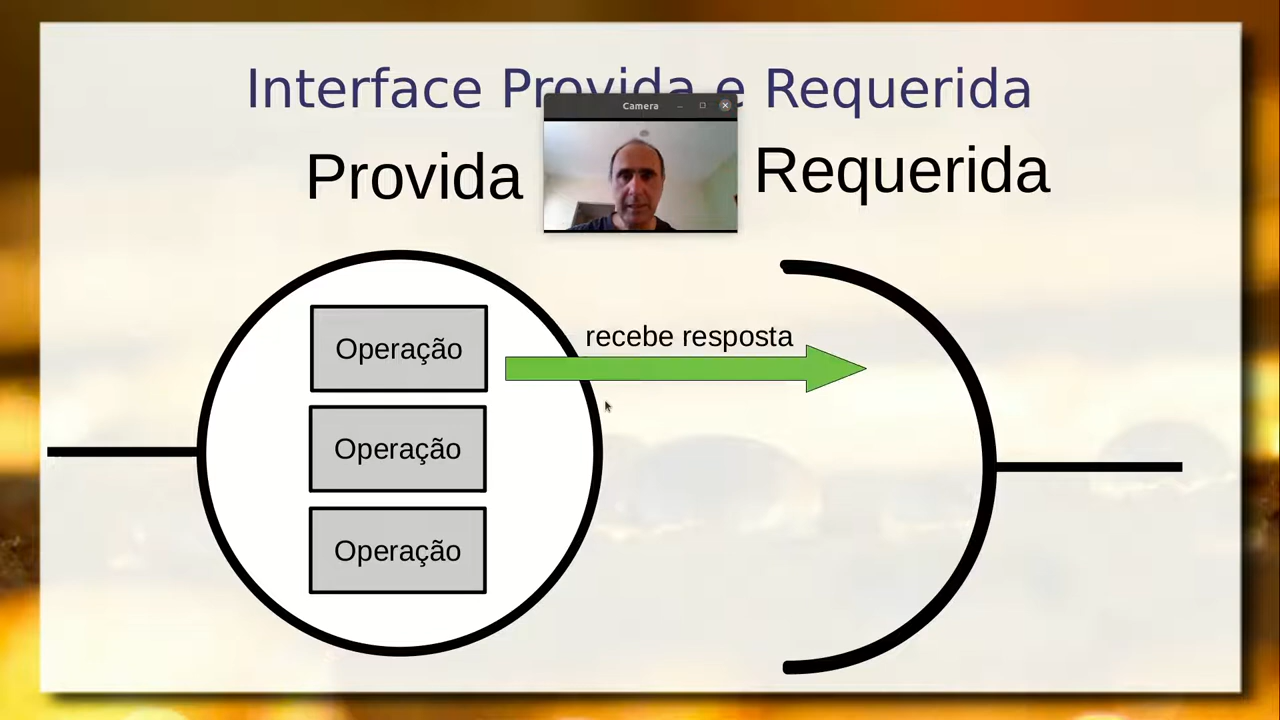 Interface Provida e Requerida
Camera
Provida
Requerida
recebe resposta
Operação
Operação
Operação